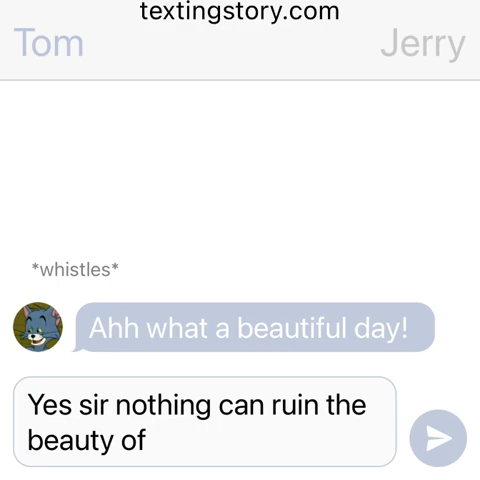 textingstory.com
Tom Jerry
*whistles*
Ahh what a beautiful day!
Yes sir nothing can ruin the
beauty of